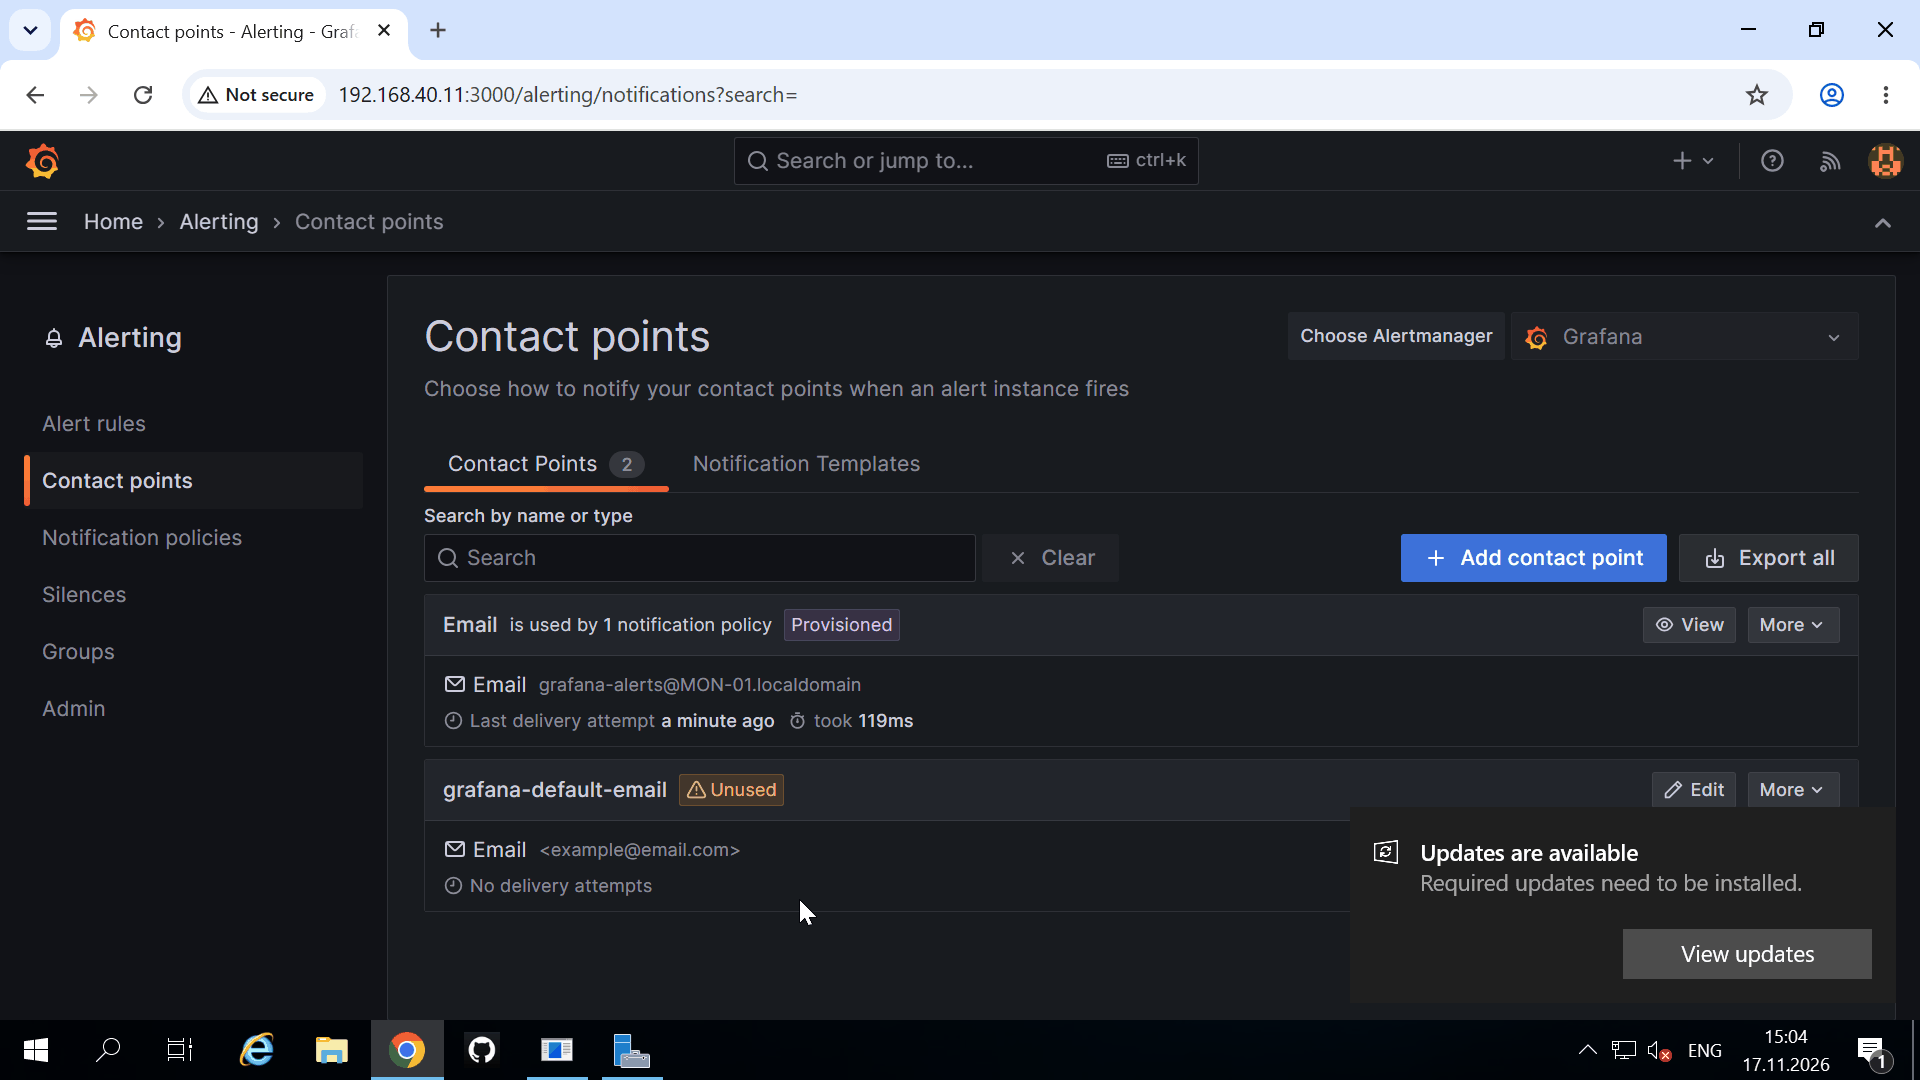 Contact points - Alerting - Graf
Not secure
192.168.40.11:3000/alerting/notifications?search=
Search or jump to...
ctrl+k
Home › Alerting › Contact points
Alerting
Alert rules
Contact points
Notification policies
Silences
Groups
Admin
Contact points
Choose Alertmanager
Grafana
Choose how to notify your contact points when an alert instance fires
Contact Points 2
Notification Templates
Search by name or type
Search
Clear
Add contact point
Export all
Email is used by 1 notification policy Provisioned
View
More
Email grafana-alerts@MON-01.localdomain
Last delivery attempt a minute ago took 119ms
grafana-default-email Unused
Edit
More
Email <example@email.com>
No delivery attempts
Updates are available
Required updates need to be installed.
View updates
ENG
15:04
17.11.2026
1